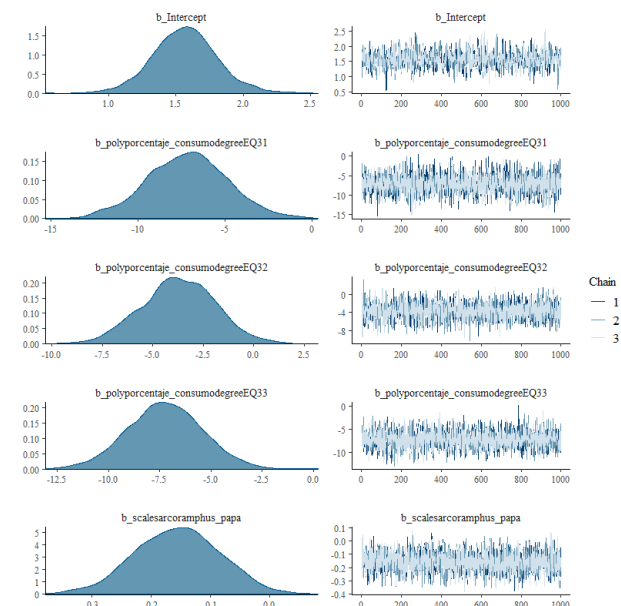 b_Intercept
b_Intercept
1.5
1.0
0.5
0.0
1.0 1.5 2.0 2.5
2.5
2.0
1.5
1.0
0.5
0 200 400 600 800 1000
b_polyporcentaje_consumodegreeEQ31
b_polyporcentaje_consumodegreeEQ31
0.15
0.10
0.05
0.00
-15 -10 -5 0
0
-5
-10
-15
0 200 400 600 800 1000
b_polyporcentaje_consumodegreeEQ32
b_polyporcentaje_consumodegreeEQ32
0.20
0.15
0.10
0.05
0.00
-10.0 -7.5 -5.0 -2.5 0.0 2.5
0
-4
-8
0 200 400 600 800 1000
Chain
1
2
3
b_polyporcentaje_consumodegreeEQ33
b_polyporcentaje_consumodegreeEQ33
0.20
0.15
0.10
0.05
0.00
-12.5 -10.0 -7.5 -5.0 -2.5 0.0
0
-5
-10
0 200 400 600 800 1000
b_scalesarcoramphus_papa
b_scalesarcoramphus_papa
5
4
3
2
1
0
0.1
0.0
-0.1
-0.2
-0.3
-0.4
0 200 400 600 800 1000